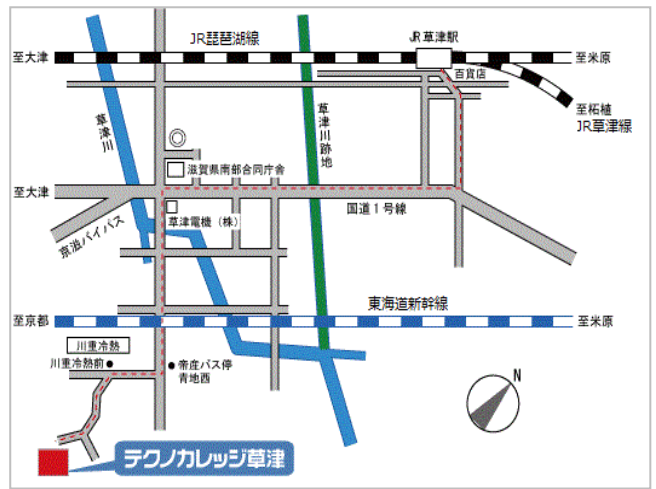 JR琵琶湖線
JR草津駅
至大津
至米原
百貨店
至柘植
JR草津線
草津川
草津川跡地
滋賀県南部合同庁舎
至大津
国道1号線
草津電機(株)
京滋バイパス
東海道新幹線
至京都
至米原
川重冷熱
川重冷熱前
帝産バス停
青地西
N
テクノカレッジ草津